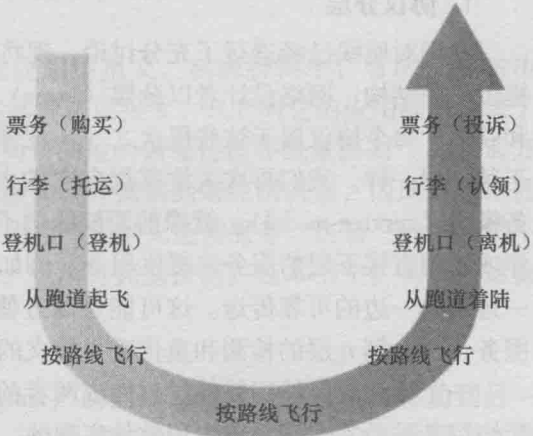 票务（购买）
行李（托运）
登机口（登机）
从跑道起飞
按路线飞行
按路线飞行
按路线飞行
从跑道着陆
登机口（离机）
行李（认领）
票务（投诉）